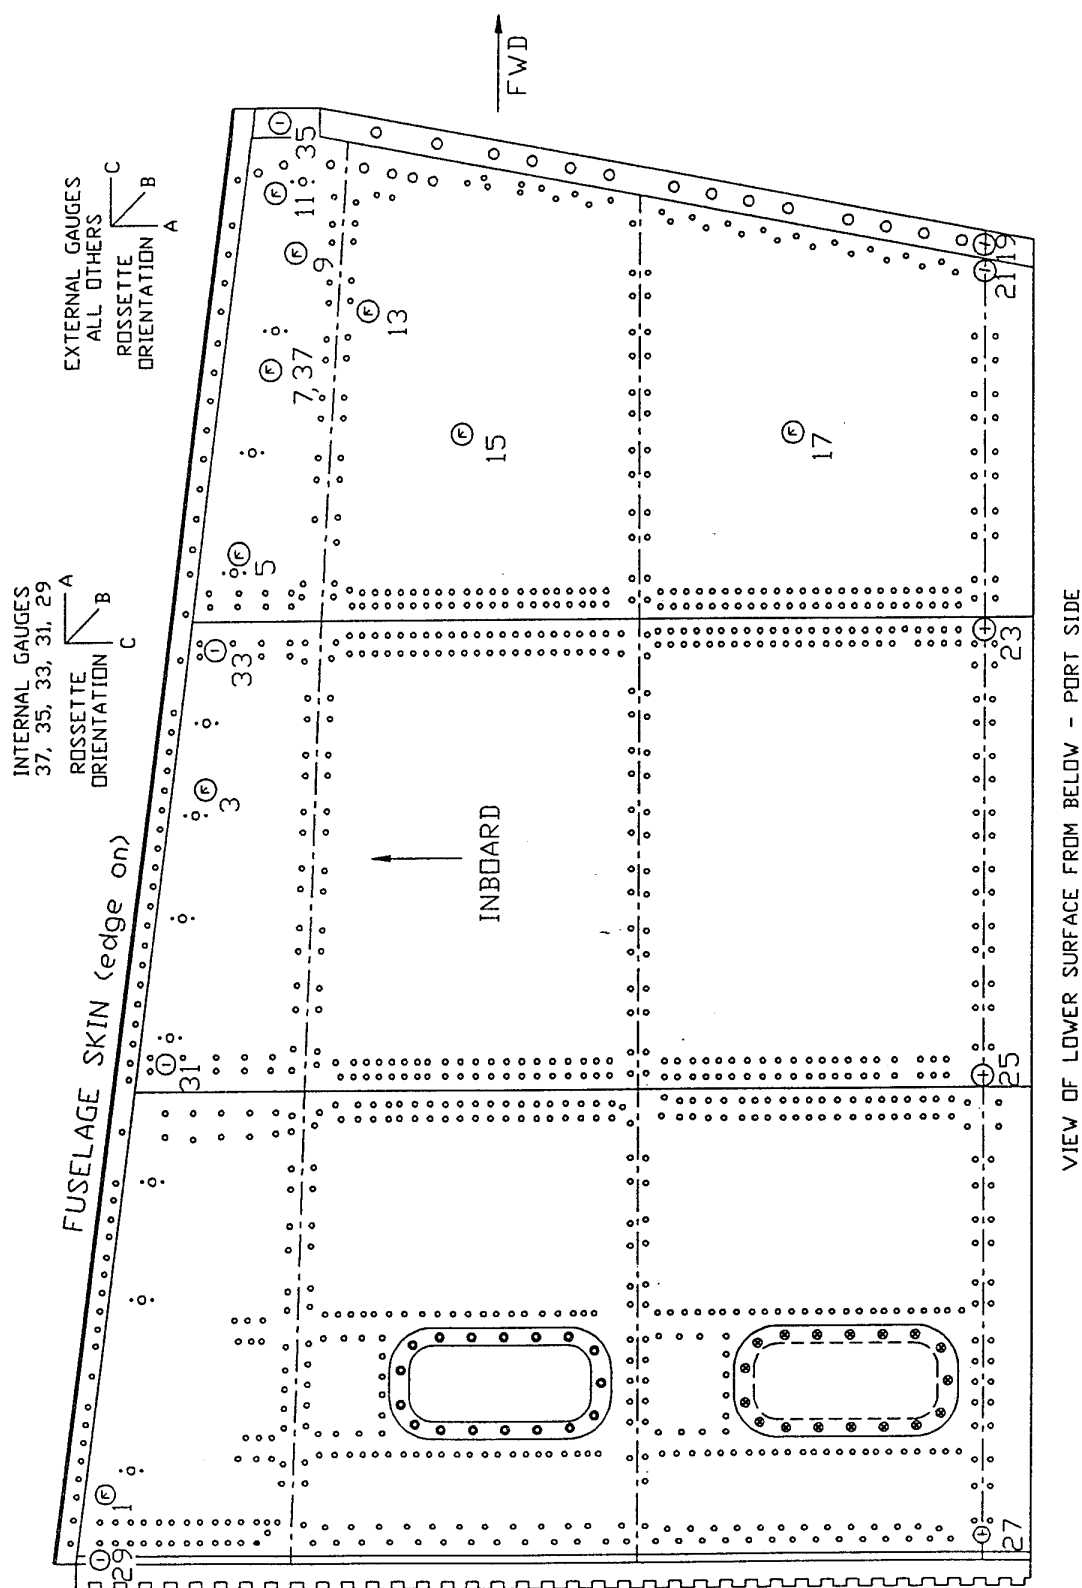 EXTERNAL GAUGES
ALL OTHERS
ROSSETTE
ORIENTATION
C
B
A
FWD
INTERNAL GAUGES
37, 35, 33, 31, 29
ROSSETTE
ORIENTATION
A
B
C
FUSELAGE SKIN (edge on)
35
11
9
13
7, 37
5
33
3
31
1
29
15
17
19
21
23
25
27
INBOARD
VIEW OF LOWER SURFACE FROM BELOW - PORT SIDE